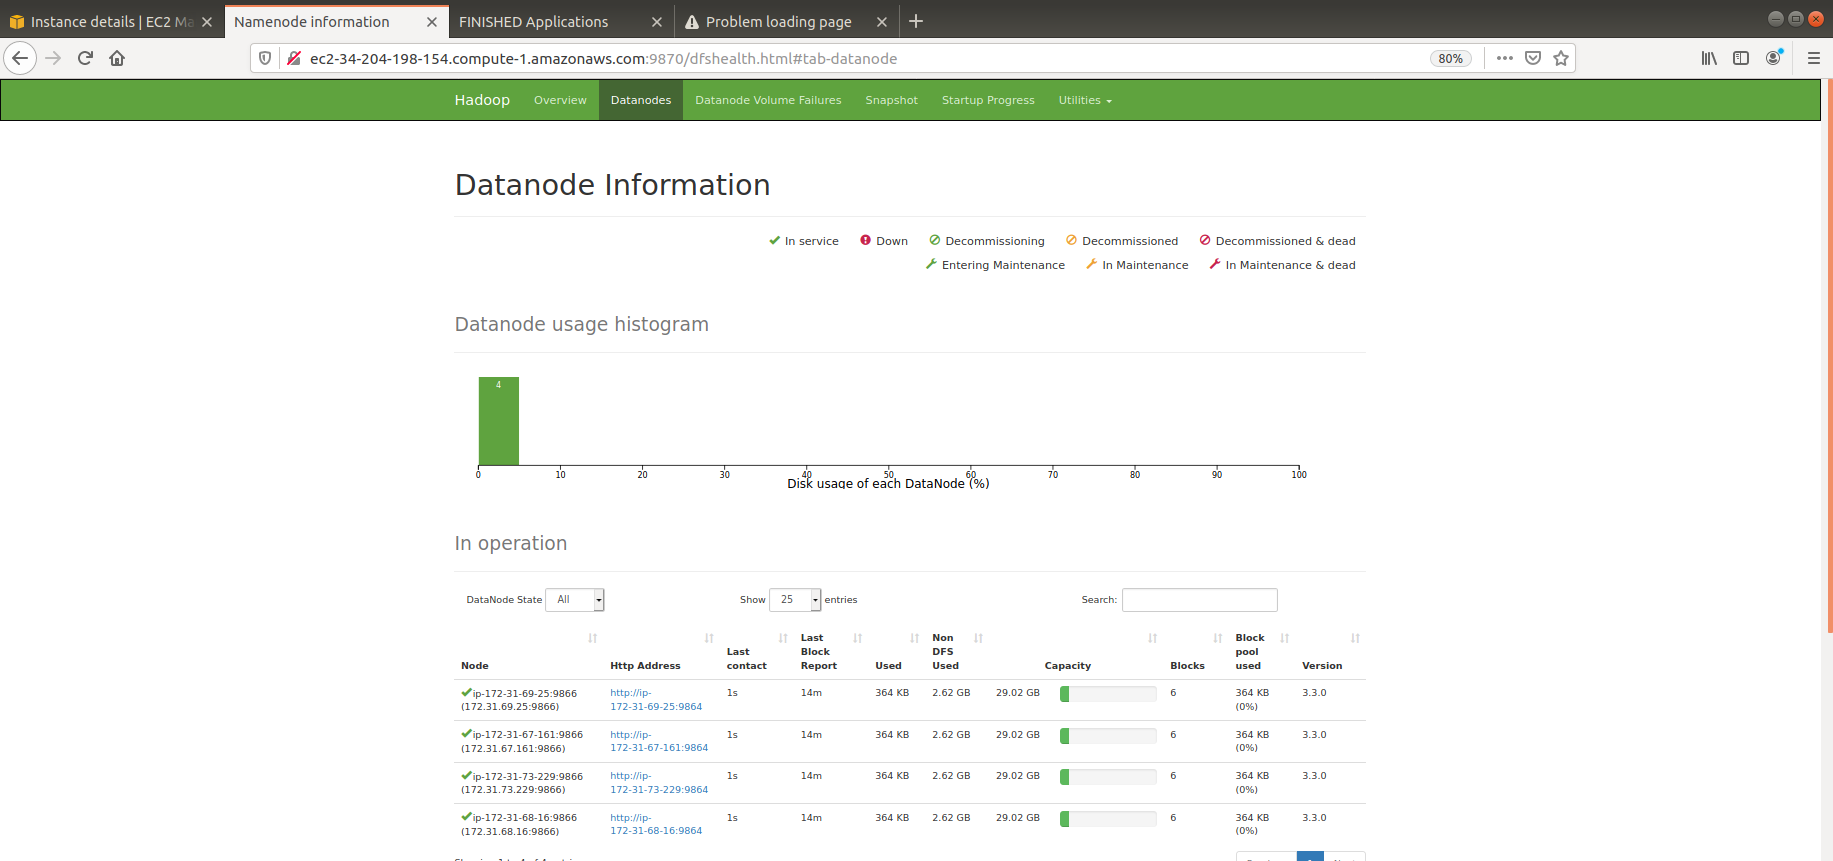 Instance details | EC2 Ma
Namenode information
FINISHED Applications
Problem loading page
ec2-34-204-198-154.compute-1.amazonaws.com:9870/dfshealth.html#tab-datanode
80%
Hadoop Overview Datanodes Datanode Volume Failures Snapshot Startup Progress Utilities
Datanode Information
In service Down Decommissioning Decommissioned Decommissioned & dead
Entering Maintenance In Maintenance In Maintenance & dead
Datanode usage histogram
4
0 10 20 30 40 50 60 70 80 90 100
Disk usage of each DataNode (%)
In operation
DataNode State All Show 25 entries Search:
Node Http Address Last contact Last Block Report Used Non DFS Used Capacity Blocks Block pool used Version
ip-172-31-69-25:9866 http://ip- 1s 14m 364 KB 2.62 GB 29.02 GB 6 364 KB 3.3.0
(172.31.69.25:9866) 172-31-69-25:9864 (0%)
ip-172-31-67-161:9866 http://ip- 1s 14m 364 KB 2.62 GB 29.02 GB 6 364 KB 3.3.0
(172.31.67.161:9866) 172-31-67-161:9864 (0%)
ip-172-31-73-229:9866 http://ip- 1s 14m 364 KB 2.62 GB 29.02 GB 6 364 KB 3.3.0
(172.31.73.229:9866) 172-31-73-229:9864 (0%)
ip-172-31-68-16:9866 http://ip- 1s 14m 364 KB 2.62 GB 29.02 GB 6 364 KB 3.3.0
(172.31.68.16:9866) 172-31-68-16:9864 (0%)